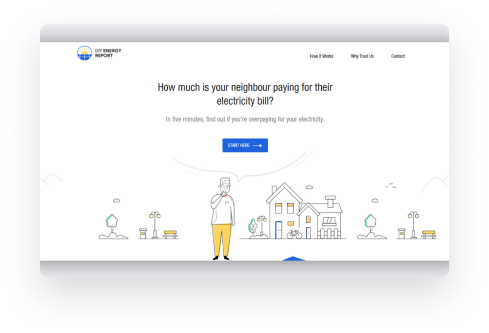 DIY ENERGY
REPORT
How It Works
Why Trust Us
Contact
How much is your neighbour paying for their
electricity bill?
In five minutes, find out if you're overpaying for your electricity.
START HERE